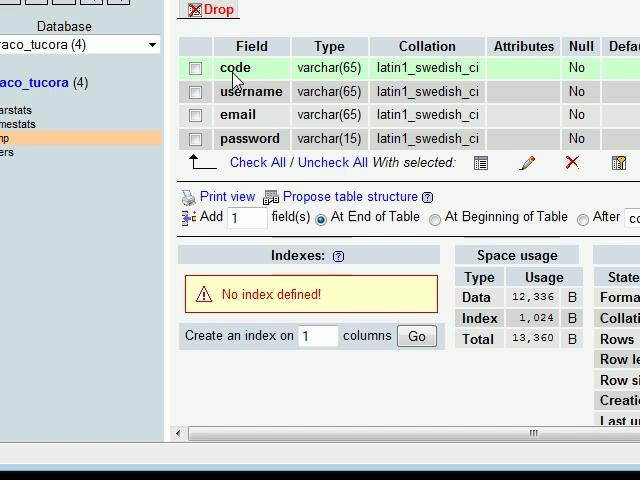 Drop
Database
raco_tucora (4)
Field Type Collation Attributes Null Defau
code varchar(65) latin1_swedish_ci No
raco_tucora (4)
username varchar(65) latin1_swedish_ci No
arstats
email varchar(65) latin1_swedish_ci No
mestats
mp
password varchar(15) latin1_swedish_ci No
ers
Check All / Uncheck All With selected:
Print view Propose table structure ?
Add 1 field(s) At End of Table At Beginning of Table After co
Indexes: ? Space usage
Type Usage State
No index defined! Data 12,336 B Forma
Index 1,024 B Collati
Create an index on 1 columns Go Total 13,360 B Rows
Row le
Row si
Creati
Last u